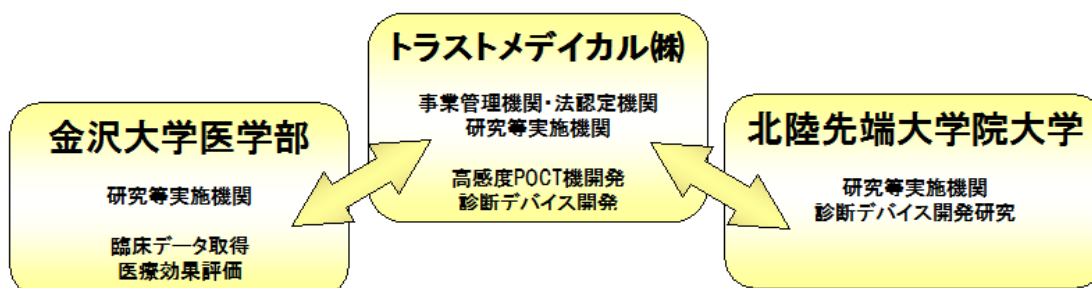 トラストメデイカル㈱
事業管理機関・法認定機関
研究等実施機関
高感度POCT機開発
診断デバイス開発
金沢大学医学部
研究等実施機関
臨床データ取得
医療効果評価
北陸先端大学院大学
研究等実施機関
診断デバイス開発研究